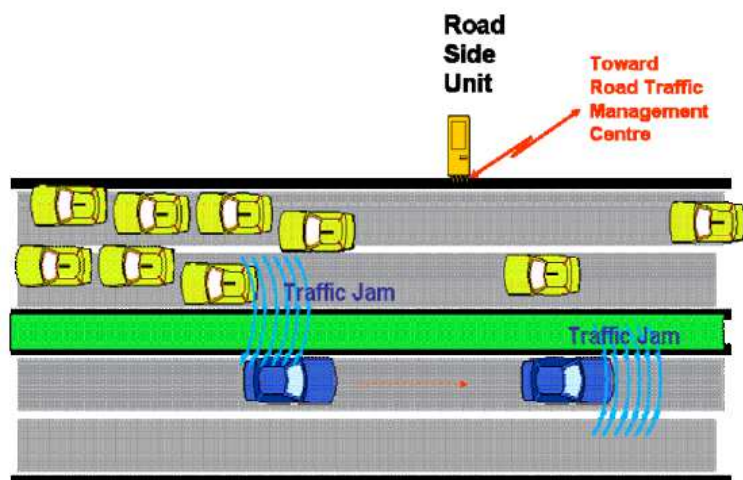 Road
Side
Unit
Toward
Road Traffic
Management
Centre
Traffic Jam
Traffic Jam